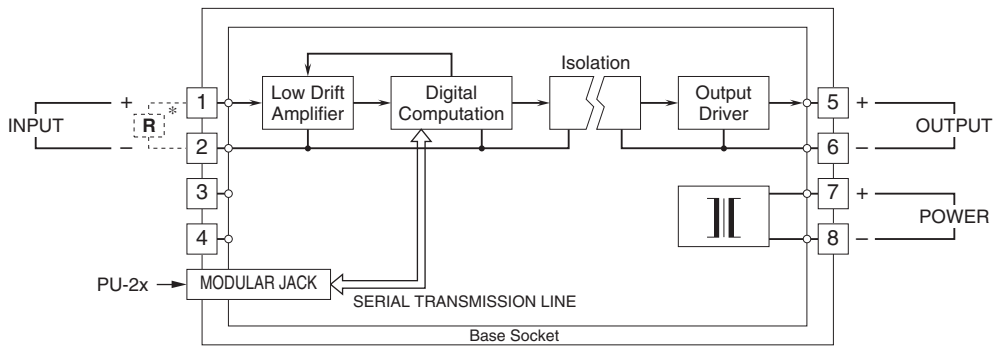 Isolation
Low Drift
Amplifier
Digital
Computation
Output
Driver
INPUT
+
–
R
*
1
2
3
4
5
+
6
–
OUTPUT
7
+
8
–
POWER
PU-2x
MODULAR JACK
SERIAL TRANSMISSION LINE
Base Socket